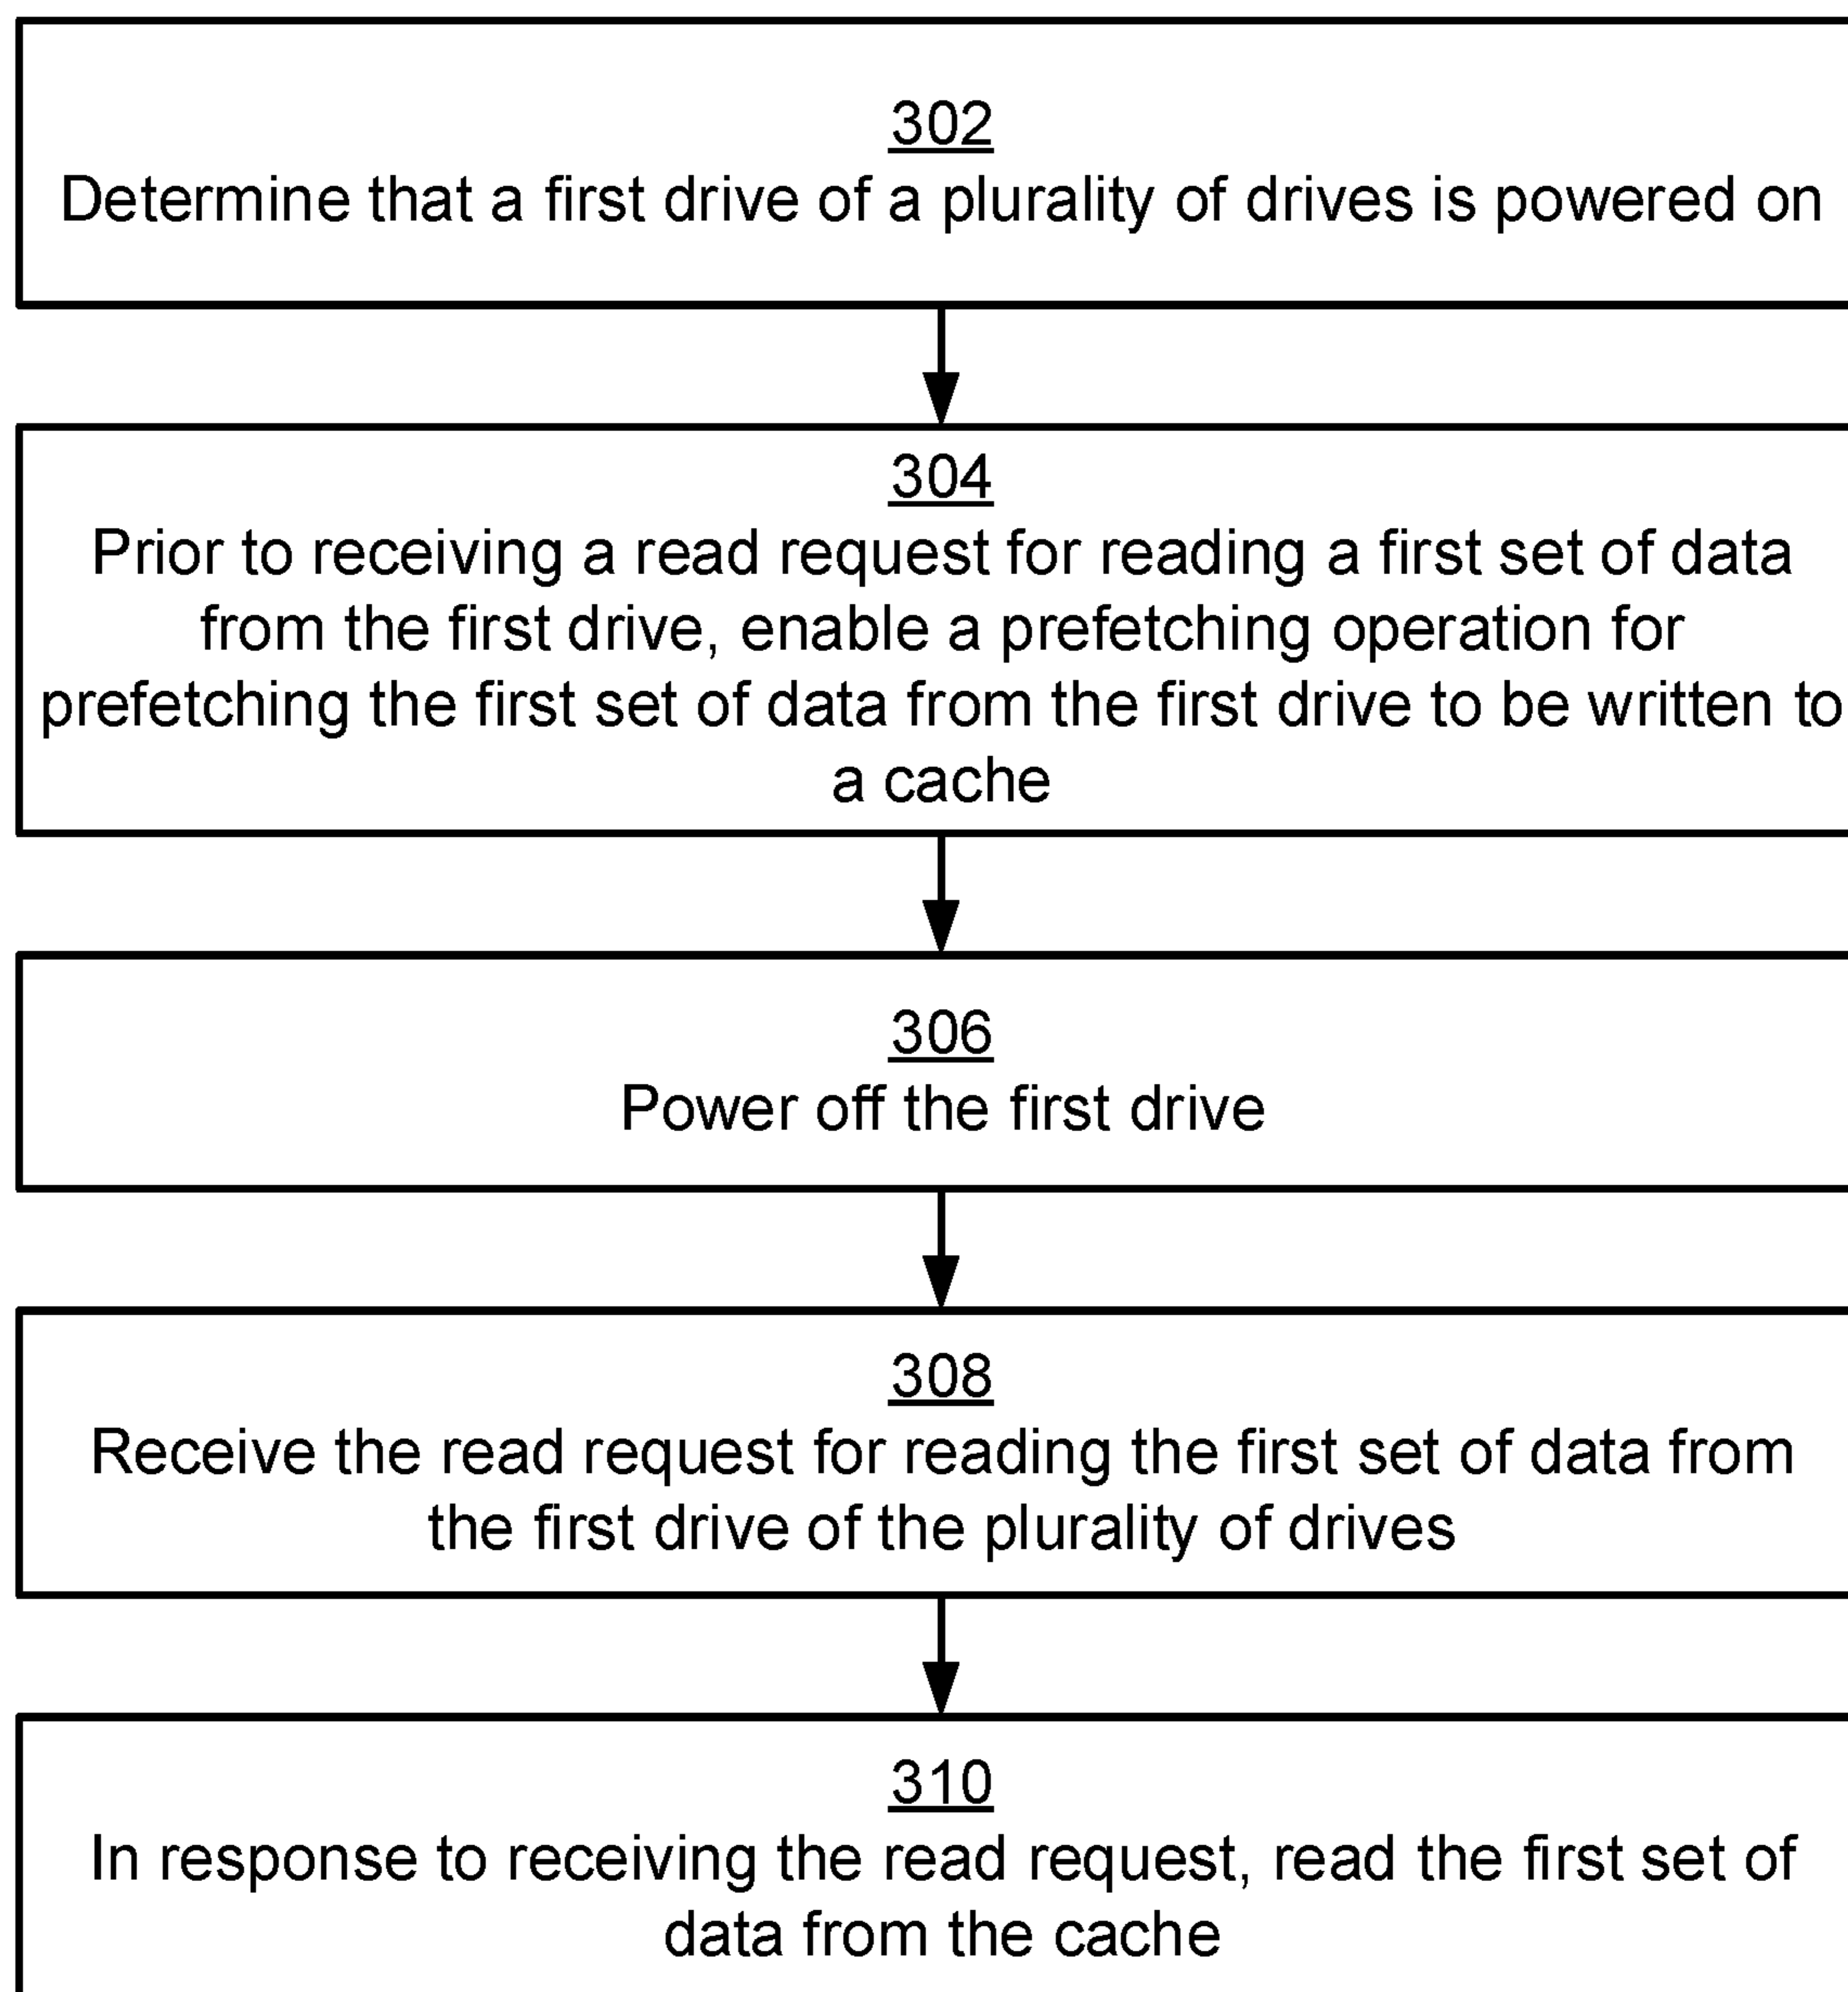 302
Determine that a first drive of a plurality of drives is powered on
304
Prior to receiving a read request for reading a first set of data
from the first drive, enable a prefetching operation for
prefetching the first set of data from the first drive to be written to
a cache
306
Power off the first drive
308
Receive the read request for reading the first set of data from
the first drive of the plurality of drives
310
In response to receiving the read request, read the first set of
data from the cache